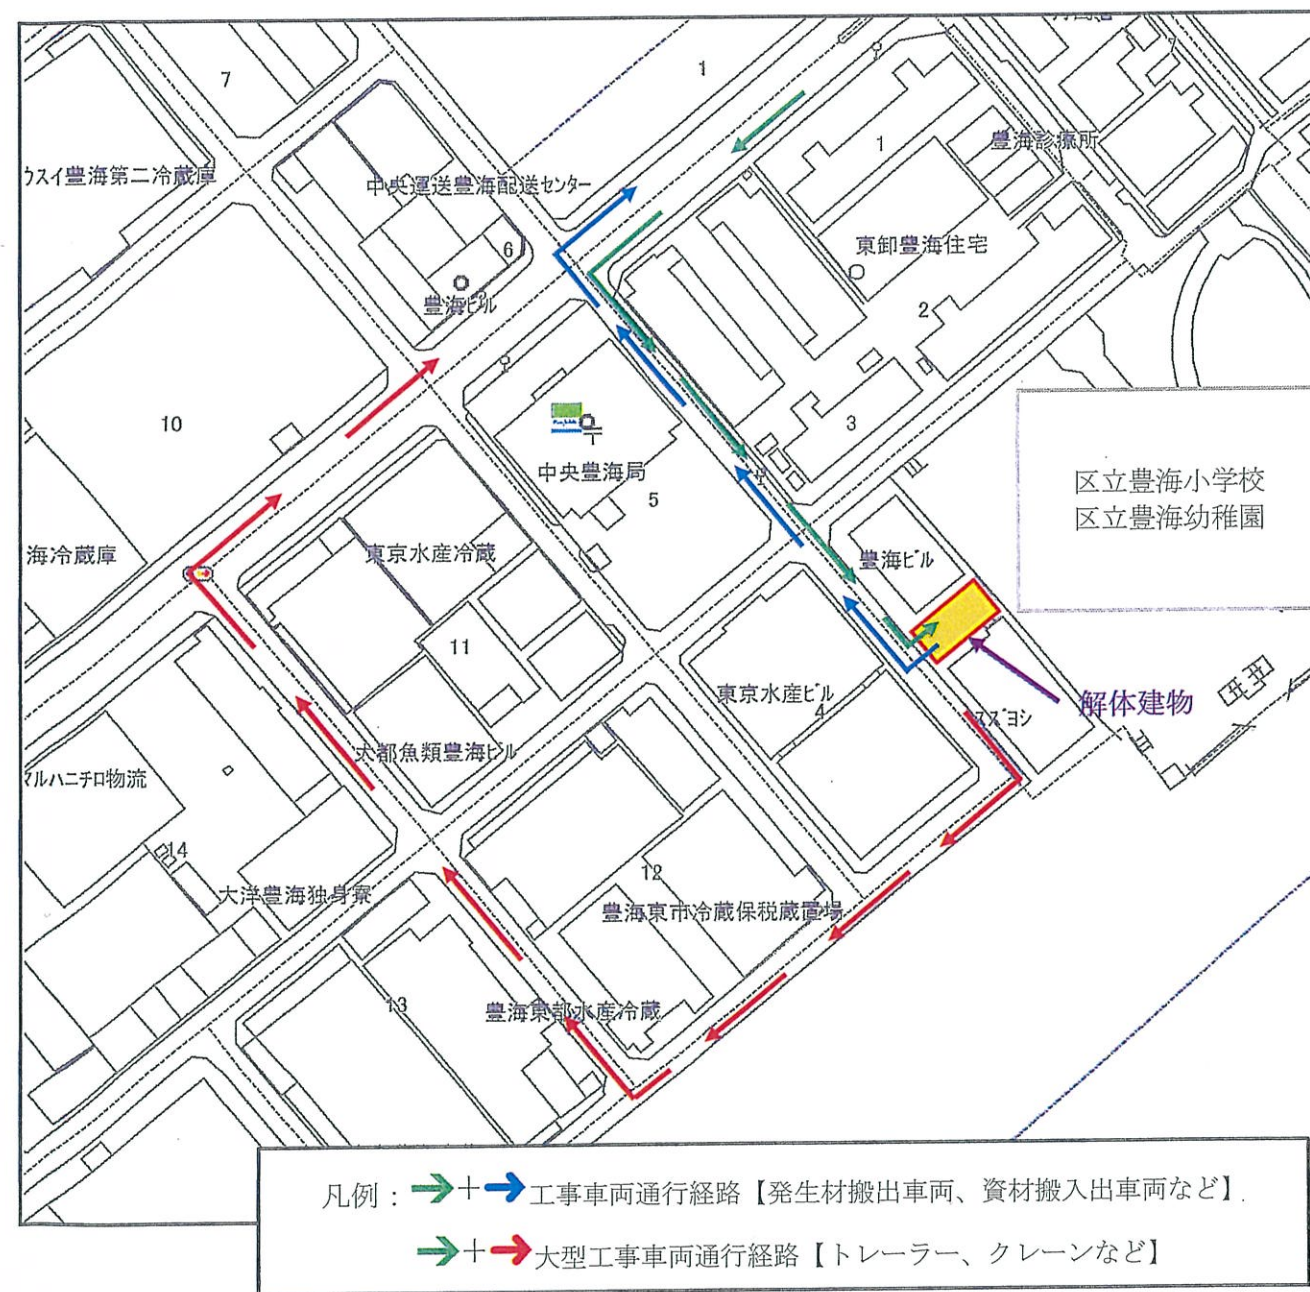 7
1
1
豊海診療所
ウスイ豊海第二冷蔵庫
中央運送豊海配送センター
6
東卸豊海住宅
豊海ビル
2
10
3
中央豊海局
5
区立豊海小学校
区立豊海幼稚園
海冷蔵庫
東京水産冷蔵
豊海ビル
11
東京水産ビル
4
解体建物
スズヨシ
大都魚類豊海ビル
マルハニチロ物流
14
大洋豊海独身寮
12
豊海東市冷蔵保税蔵置場
13
豊海東都水産冷蔵
凡例：→+→工事車両通行経路【発生材搬出車両、資材搬入出車両など】
→+→大型工事車両通行経路【トレーラー、クレーンなど】